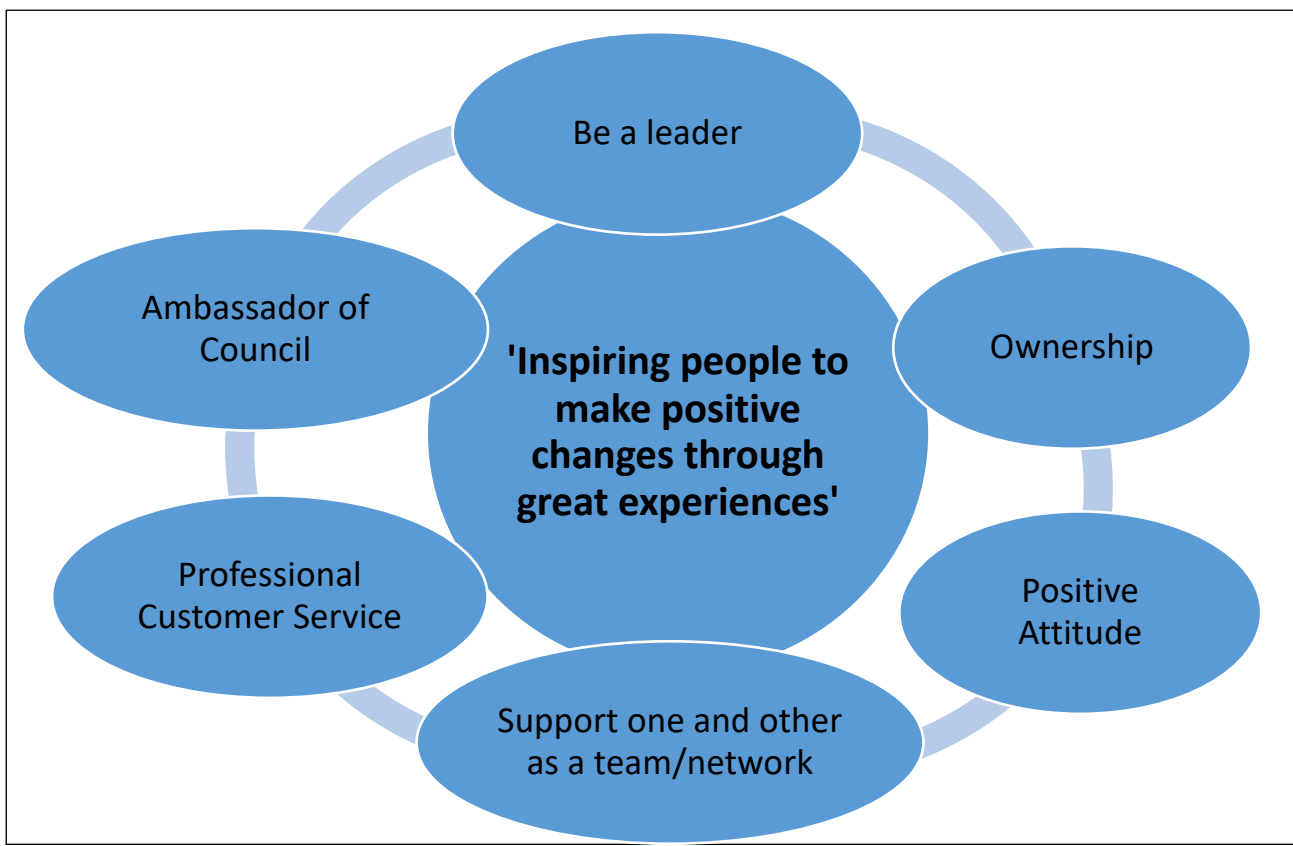 Be a leader
Ambassador of
Council
Ownership
'Inspiring people to
make positive
changes through
great experiences'
Professional
Customer Service
Positive
Attitude
Support one and other
as a team/network